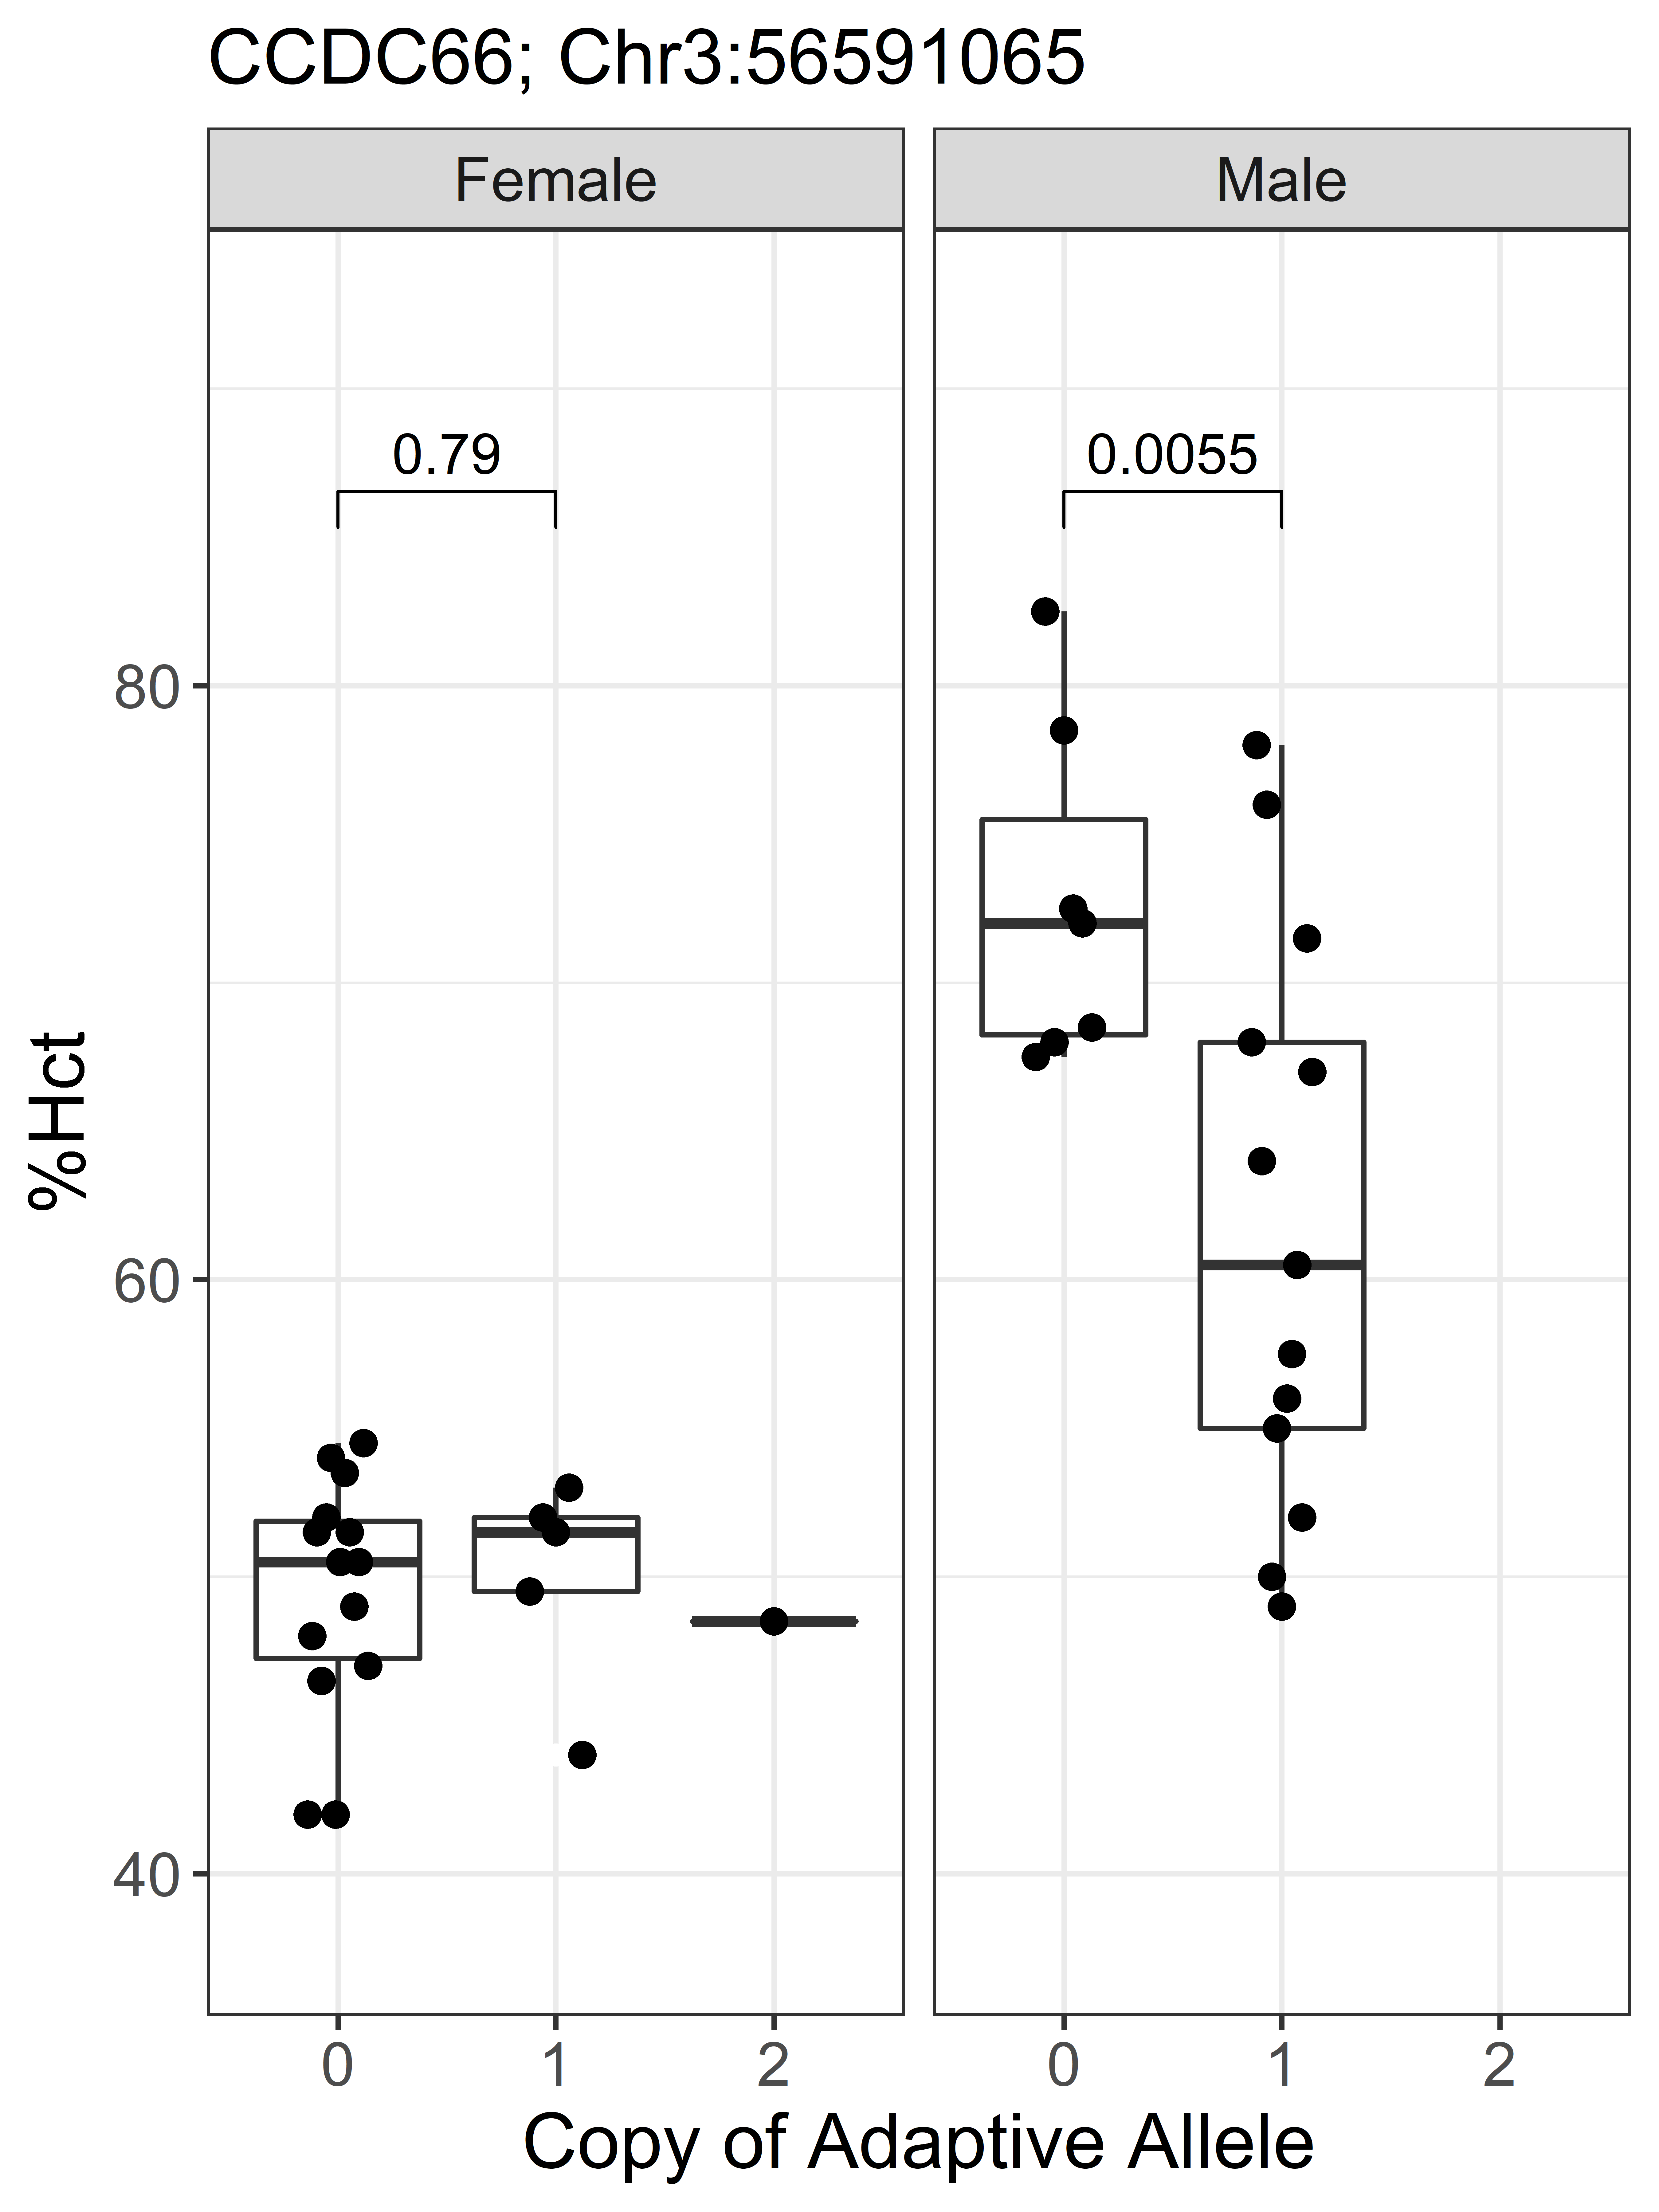 CCDC66; Chr3:56591065
Female Male
0.79 0.0055
80
60
40
%Hct
0 1 2 0 1 2
Copy of Adaptive Allele